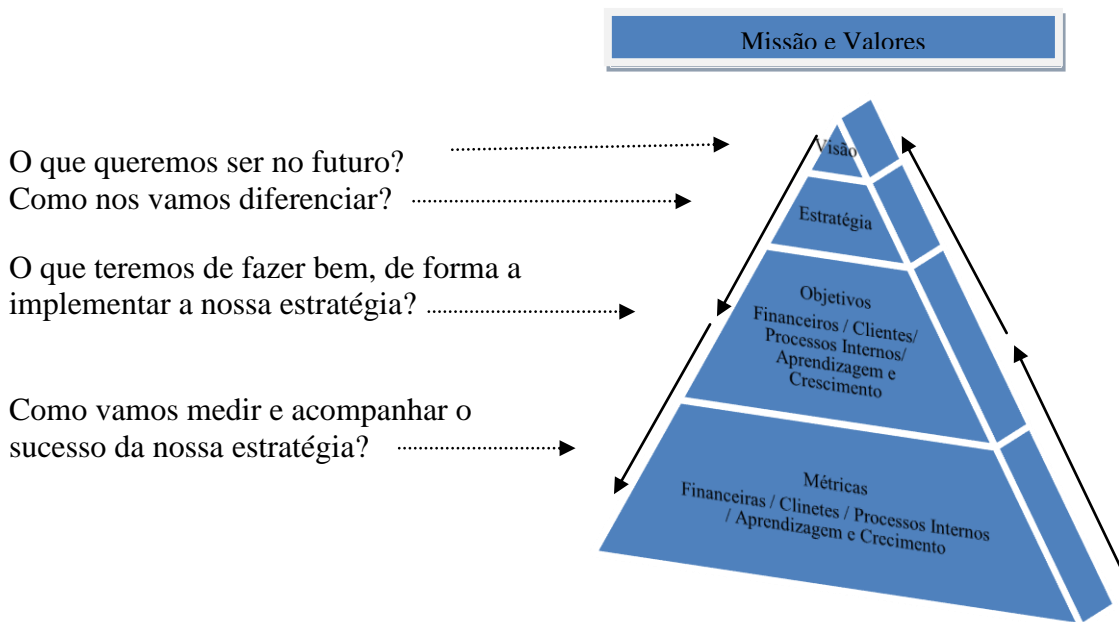 Missão e Valores
O que queremos ser no futuro?
Como nos vamos diferenciar?
O que teremos de fazer bem, de forma a
implementar a nossa estratégia?
Como vamos medir e acompanhar o
sucesso da nossa estratégia?
Visão
Estratégia
Objetivos
Financeiros / Clientes/
Processos Internos/
Aprendizagem e
Crescimento
Métricas
Financeiras / Clinetes / Processos Internos
/ Aprendizagem e Crecimento